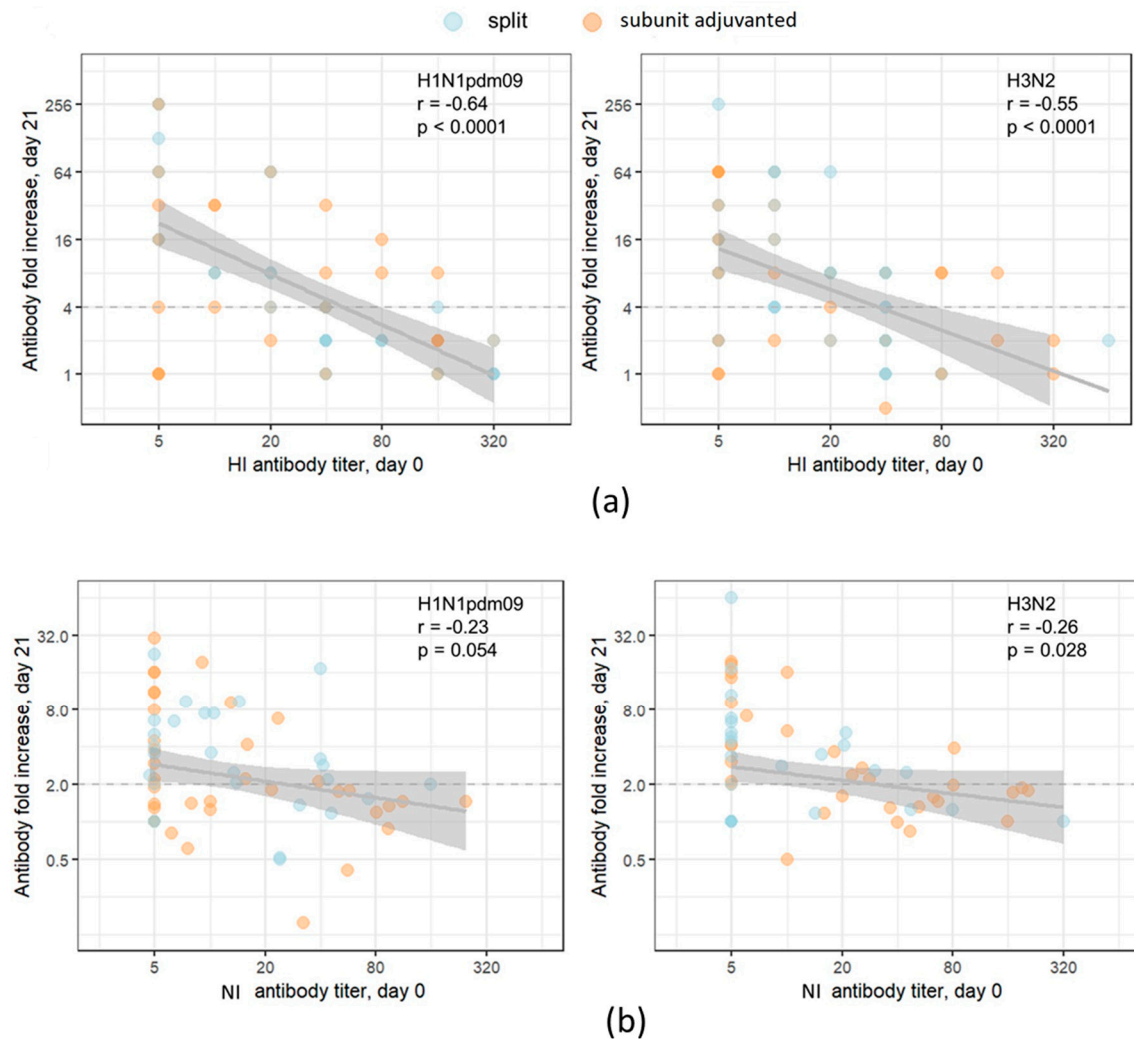 split
subunit adjuvanted
Antibody fold increase, day 21
256
64
16
4
1
H1N1pdm09
r = -0.64
p < 0.0001
5
20
80
320
HI antibody titer, day 0
Antibody fold increase, day 21
256
64
16
4
1
H3N2
r = -0.55
p < 0.0001
5
20
80
320
HI antibody titer, day 0
(a)
Antibody fold increase, day 21
32.0
8.0
2.0
0.5
H1N1pdm09
r = -0.23
p = 0.054
5
20
80
320
NI antibody titer, day 0
Antibody fold increase, day 21
32.0
8.0
2.0
0.5
H3N2
r = -0.26
p = 0.028
5
20
80
320
NI antibody titer, day 0
(b)